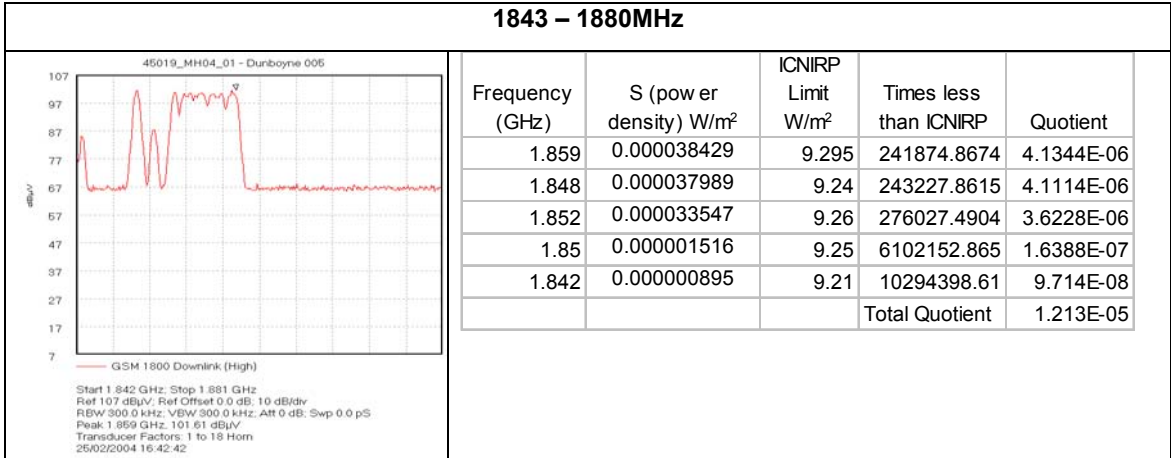 1843 – 1880MHz
45019_MH04_01 - Dunboyne 005
107
97
87
77
67
57
47
37
27
17
7
dBµV
GSM 1800 Downlink (High)
Start 1.842 GHz; Stop 1.881 GHz
Ref 107 dBµV; Ref Offset 0.0 dB; 10 dB/div
RBW 300.0 kHz; VBW 300.0 kHz; Att 0 dB; Swp 0.0 pS
Peak 1.859 GHz, 101.61 dBµV
Transducer Factors: 1 to 18 Horn
25/02/2004 16:42:42
Frequency (GHz) S (pow er density) W/m² ICNIRP Limit W/m² Times less than ICNIRP Quotient
1.859 0.000038429 9.295 241874.8674 4.1344E-06
1.848 0.000037989 9.24 243227.8615 4.1114E-06
1.852 0.000033547 9.26 276027.4904 3.6228E-06
1.85 0.000001516 9.25 6102152.865 1.6388E-07
1.842 0.000000895 9.21 10294398.61 9.714E-08
Total Quotient 1.213E-05